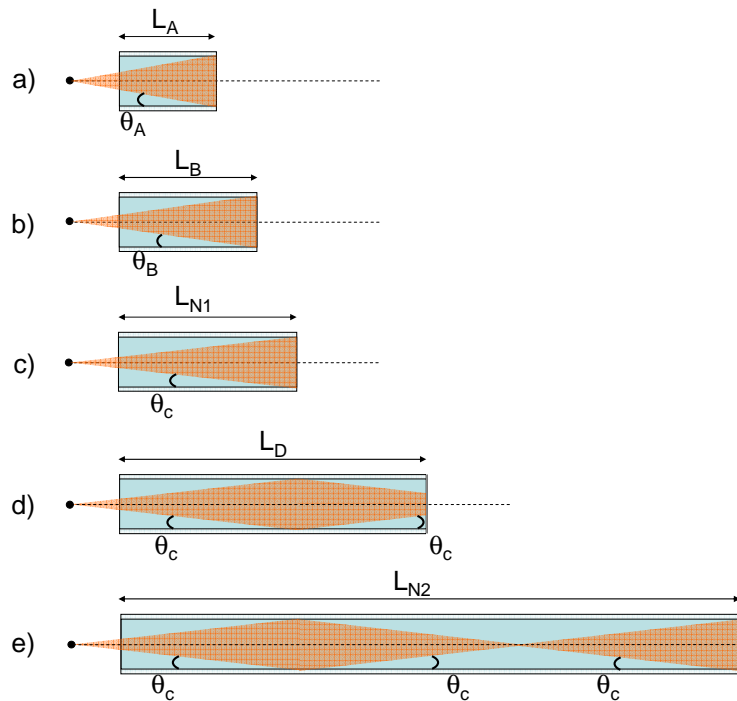 L_A
a)
θ_A
L_B
b)
θ_B
L_N1
c)
θ_c
L_D
d)
θ_c θ_c
L_N2
e)
θ_c θ_c θ_c